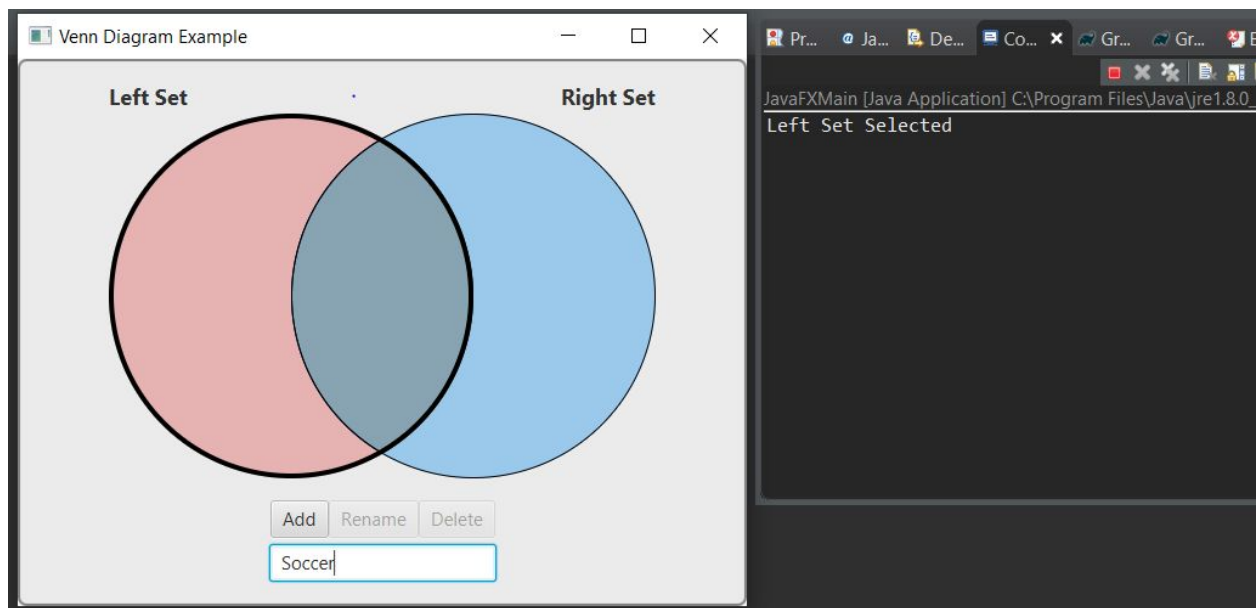 Venn Diagram Example
Pr... Ja... De... Co... Gr... Gr...
JavaFXMain [Java Application] C:\Program Files\Java\jre1.8.0_
Left Set Selected
Left Set Right Set
Add Rename Delete
Soccer